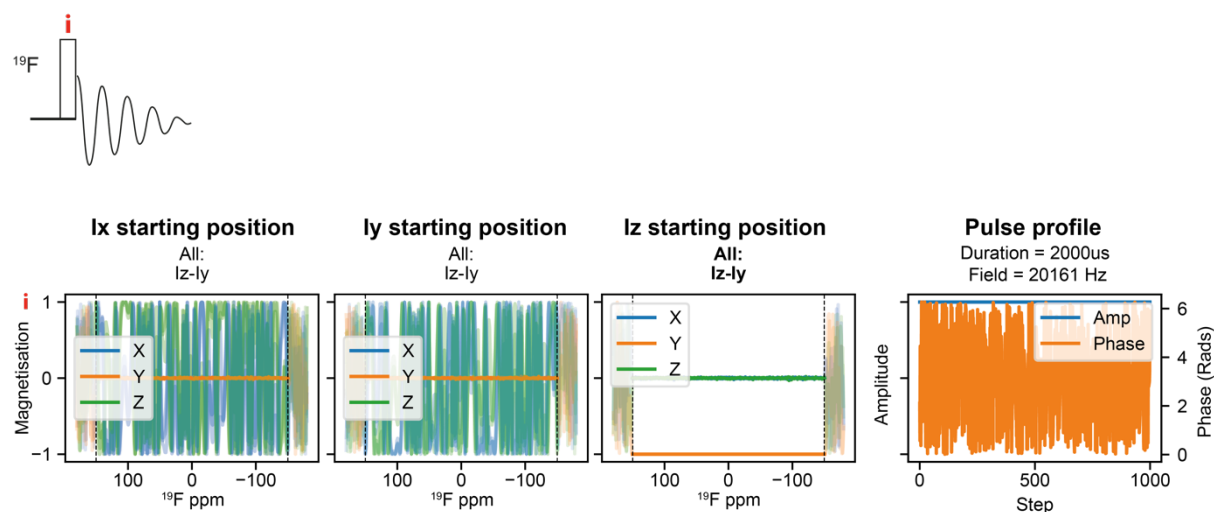 i
¹⁹F
Ix starting position
All:
Iz-Iy
Iy starting position
All:
Iz-Iy
Iz starting position
All:
Iz-Iy
Pulse profile
Duration = 2000us
Field = 20161 Hz
i
Magnetisation
1
0
−1
X
Y
Z
100
0
−100
¹⁹F ppm
X
Y
Z
100
0
−100
¹⁹F ppm
X
Y
Z
100
0
−100
¹⁹F ppm
Amplitude
Amp
Phase
0
500
1000
Step
6
4
2
0
Phase (Rads)